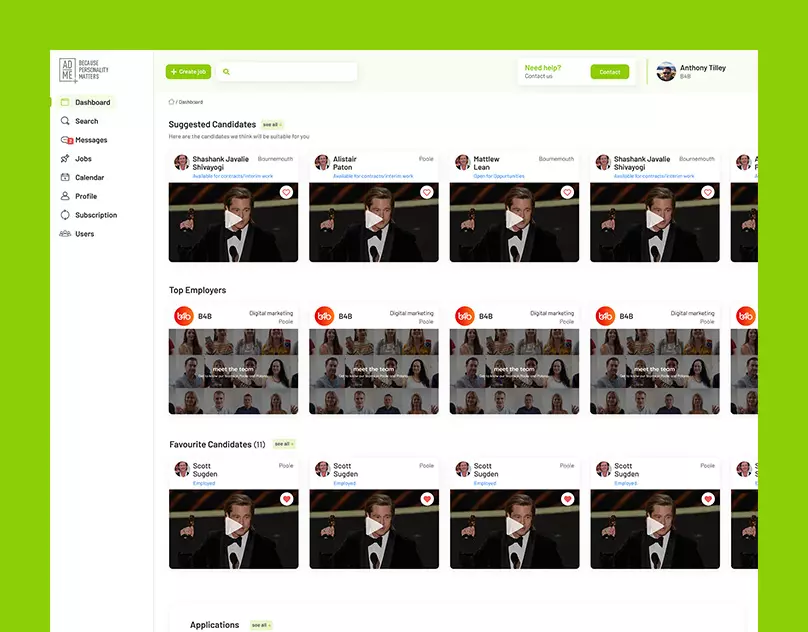 AD
ME
BECAUSE
PERSONALITY
MATTERS
+ Create job
Need help?
Contact us
Contact
Anthony Tilley
B4B
Dashboard
Search
Messages
Jobs
Calendar
Profile
Subscription
Users
/ Dashboard
Suggested Candidates see all
Here are the candidates we think will be suitable for you
Shashank Javalie
Shivayogi
Bournemouth
Available for contracts/interim work
Alistair
Paton
Poole
Available for contracts/interim work
Mattlew
Lean
Bournemouth
Open for Opportunities
Shashank Javalie
Shivayogi
Bournemouth
Available for contracts/interim work
Top Employers
b4b B4B Digital marketing
Poole
meet the team
b4b B4B Digital marketing
Poole
meet the team
b4b B4B Digital marketing
Poole
meet the team
b4b B4B Digital marketing
Poole
meet the team
b4b
Favourite Candidates (11) see all
Scott
Sugden
Poole
Employed
Scott
Sugden
Poole
Employed
Scott
Sugden
Poole
Employed
Scott
Sugden
Poole
Employed
Applications see all